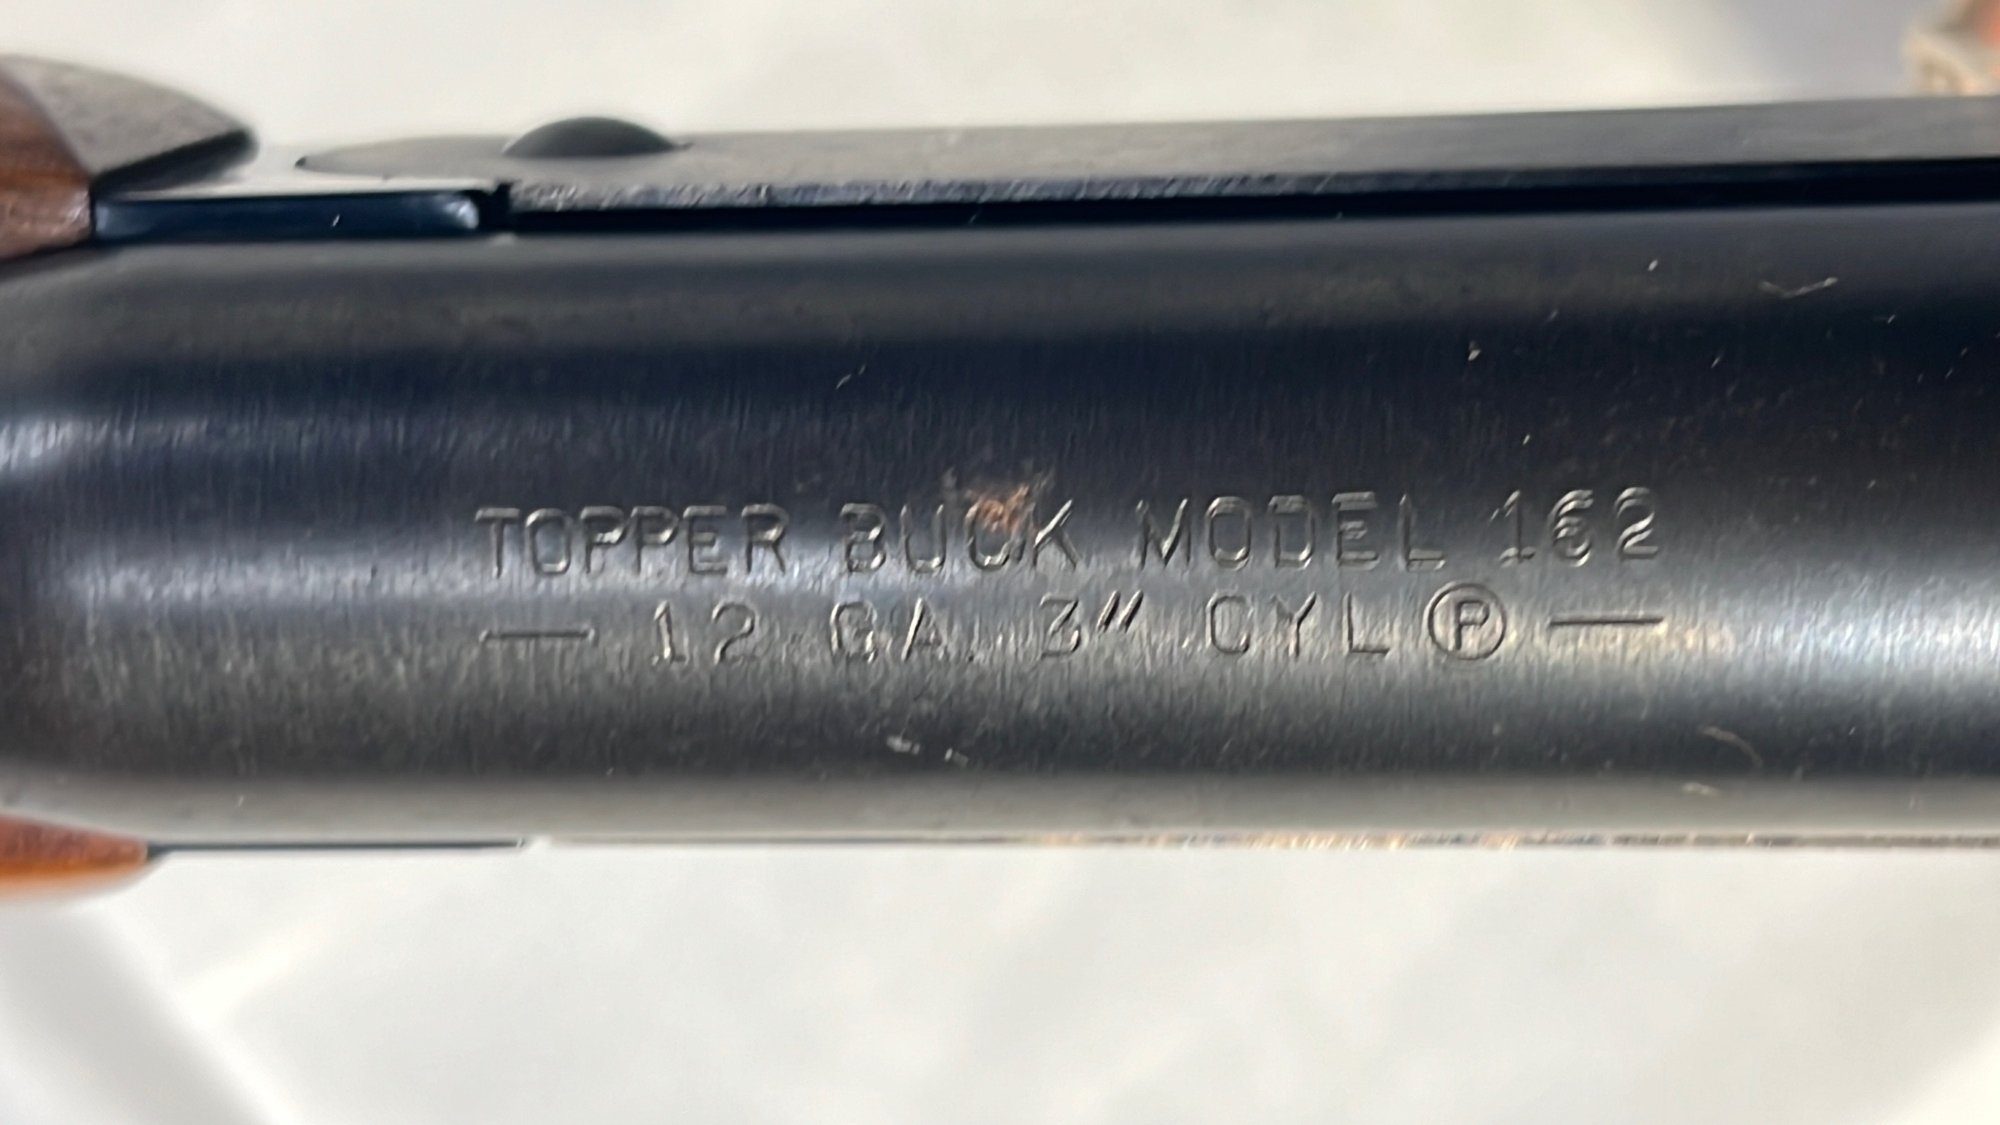 TOPPER BUCK MODEL 162
— 12 GA. 3" CYL Ⓟ —